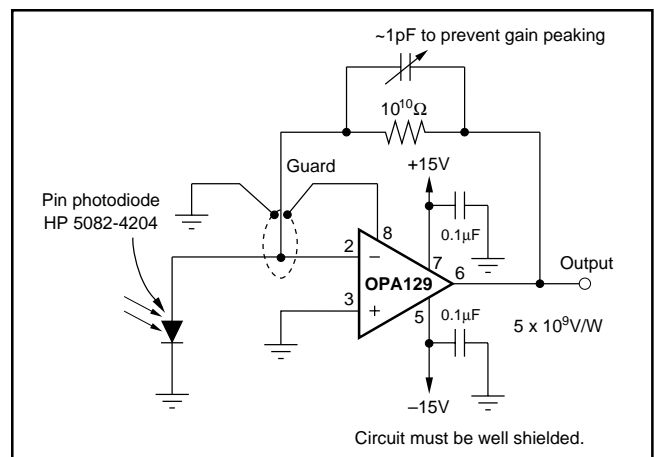 ~1pF to prevent gain peaking
10¹⁰Ω
Guard
+15V
Pin photodiode
HP 5082-4204
8
0.1µF
2
–
7
6
Output
OPA129
3
+
5
0.1µF
5 x 10⁹V/W
–15V
Circuit must be well shielded.